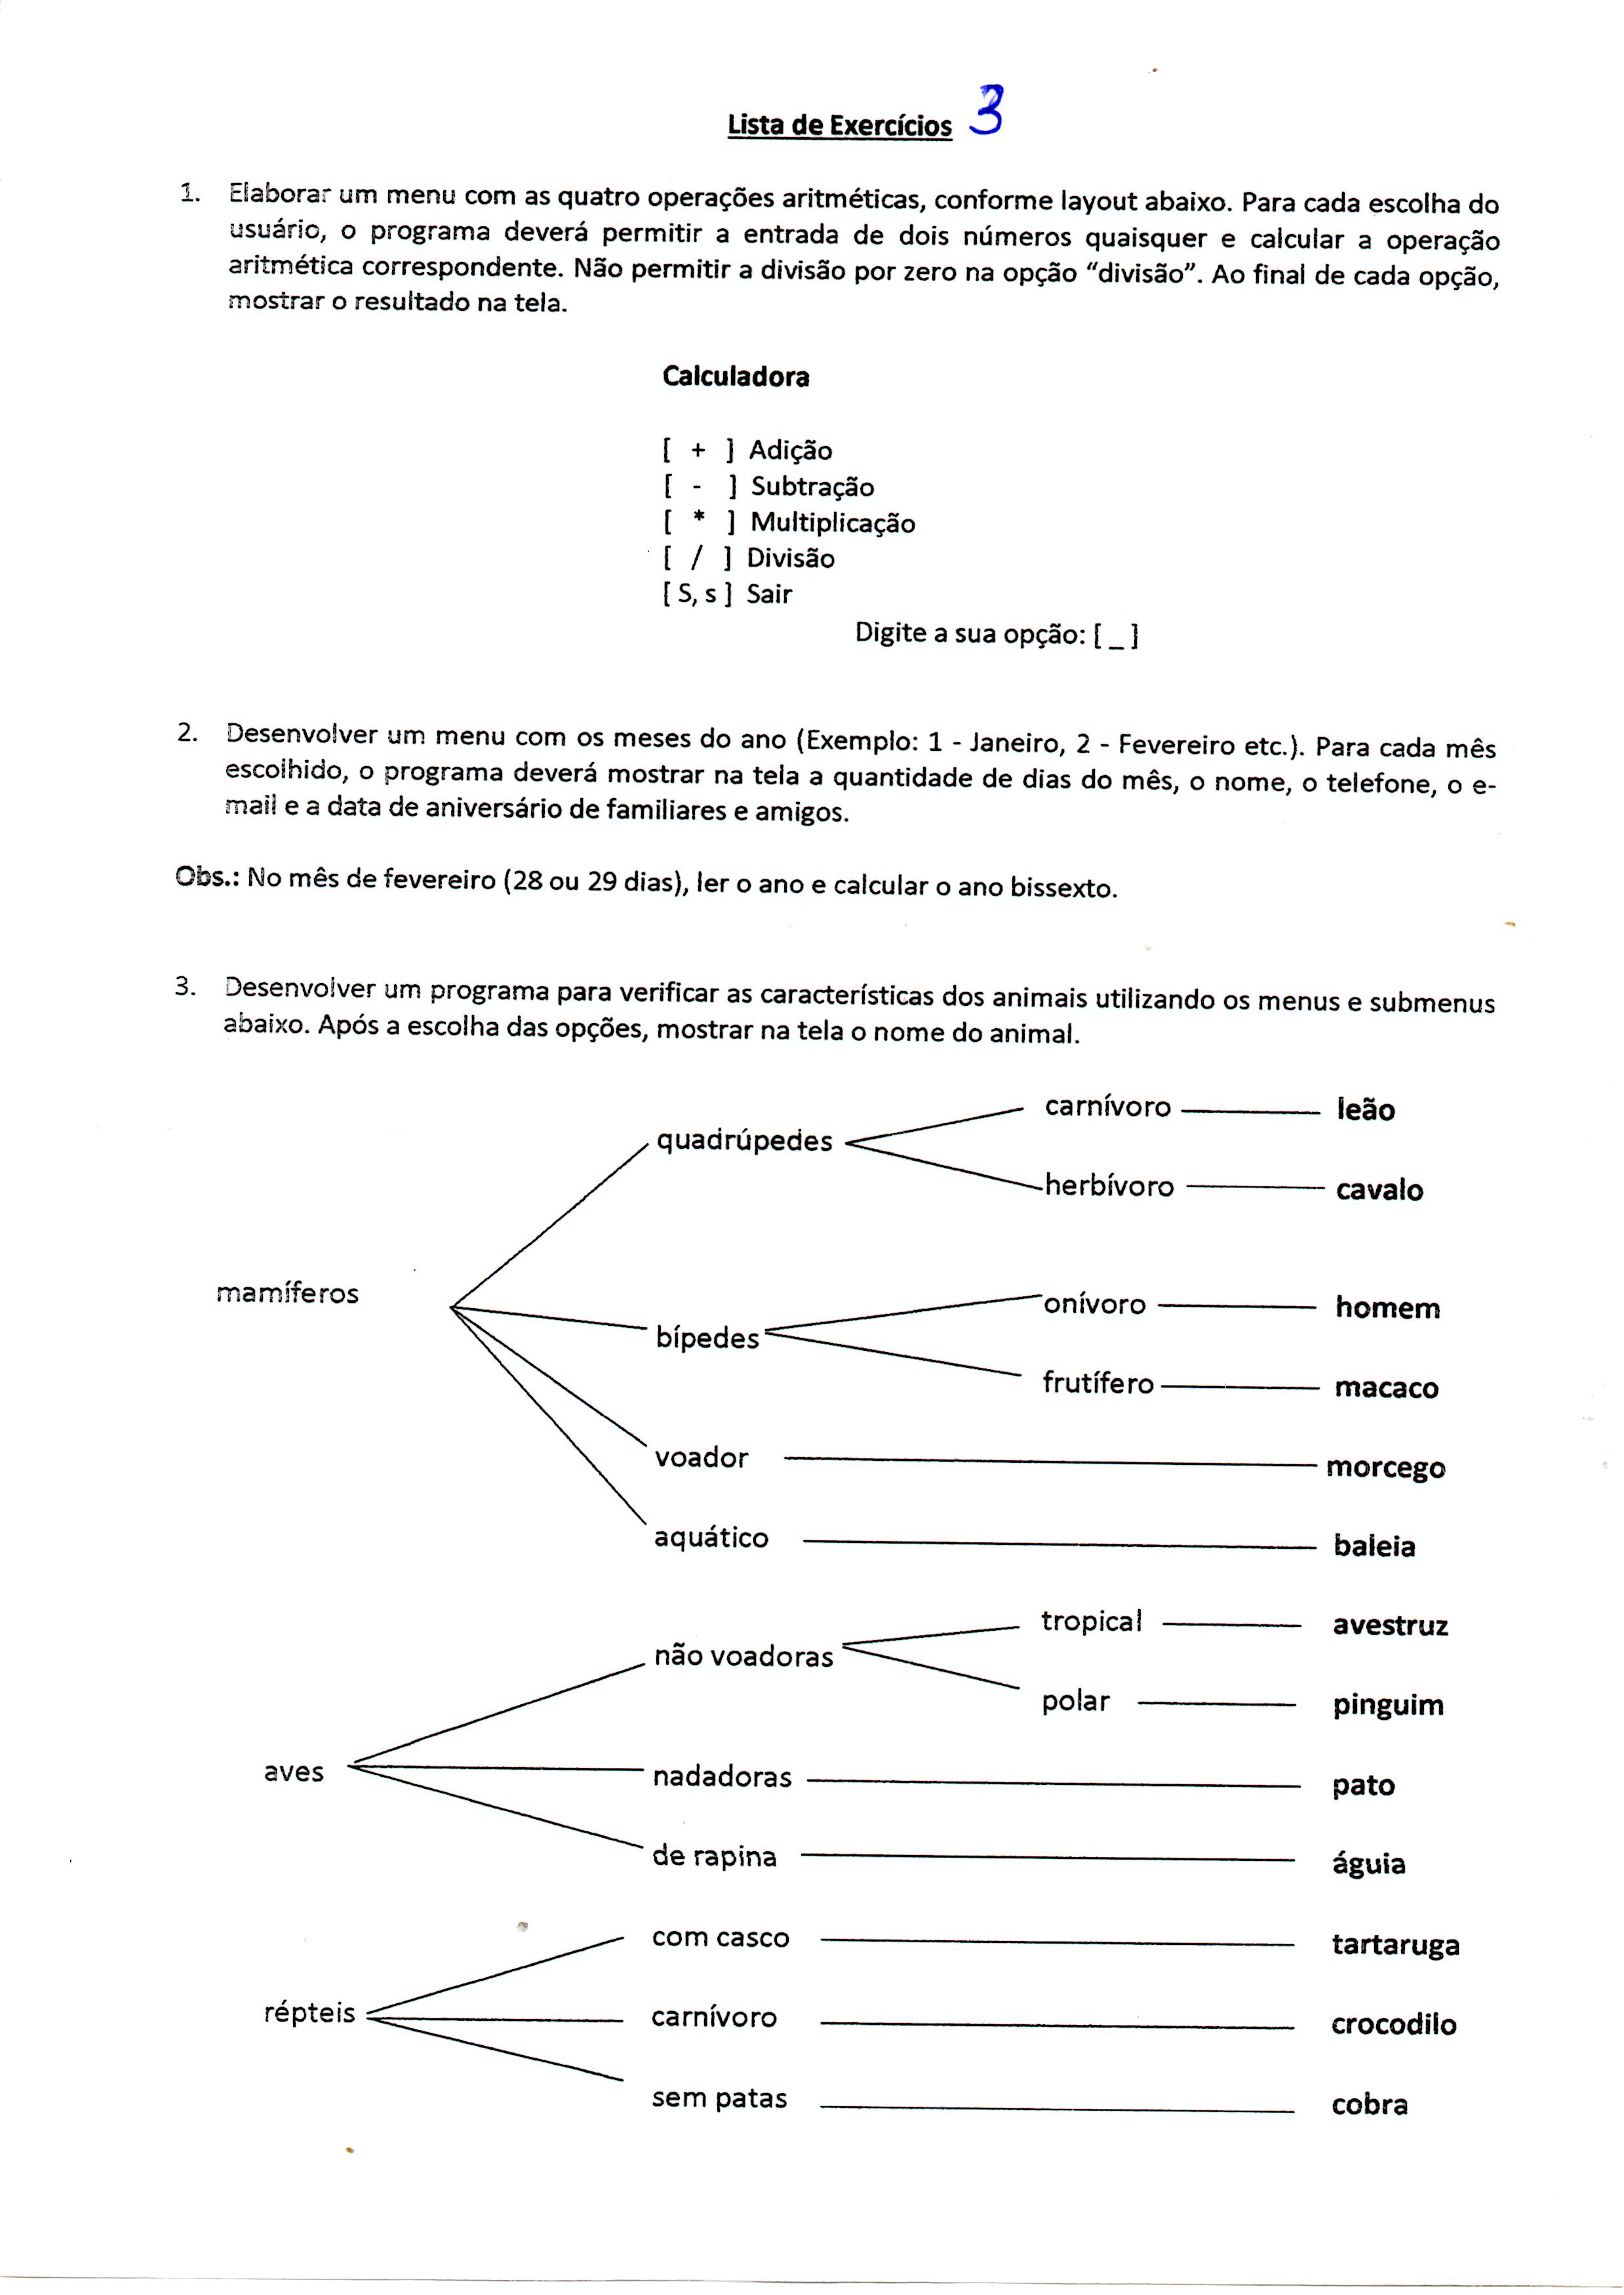 Lista de Exercícios 3
1. Elaborar um menu com as quatro operações aritméticas, conforme layout abaixo. Para cada escolha do
usuário, o programa deverá permitir a entrada de dois números quaisquer e calcular a operação
aritmética correspondente. Não permitir a divisão por zero na opção “divisão”. Ao final de cada opção,
mostrar o resultado na tela.
Calculadora
[ + ] Adição
[ - ] Subtração
[ * ] Multiplicação
[ / ] Divisão
[ S, s ] Sair
Digite a sua opção: [ _ ]
2. Desenvolver um menu com os meses do ano (Exemplo: 1 - Janeiro, 2 - Fevereiro etc.). Para cada mês
escolhido, o programa deverá mostrar na tela a quantidade de dias do mês, o nome, o telefone, o e-
mail e a data de aniversário de familiares e amigos.
Obs.: No mês de fevereiro (28 ou 29 dias), ler o ano e calcular o ano bissexto.
3. Desenvolver um programa para verificar as características dos animais utilizando os menus e submenus
abaixo. Após a escolha das opções, mostrar na tela o nome do animal.
carnívoro leão
quadrúpedes
herbívoro cavalo
mamíferos
onívoro homem
bípedes
frutífero macaco
voador morcego
aquático baleia
tropical avestruz
não voadoras
polar pinguim
aves nadadoras pato
de rapina águia
com casco tartaruga
répteis carnívoro crocodilo
sem patas cobra